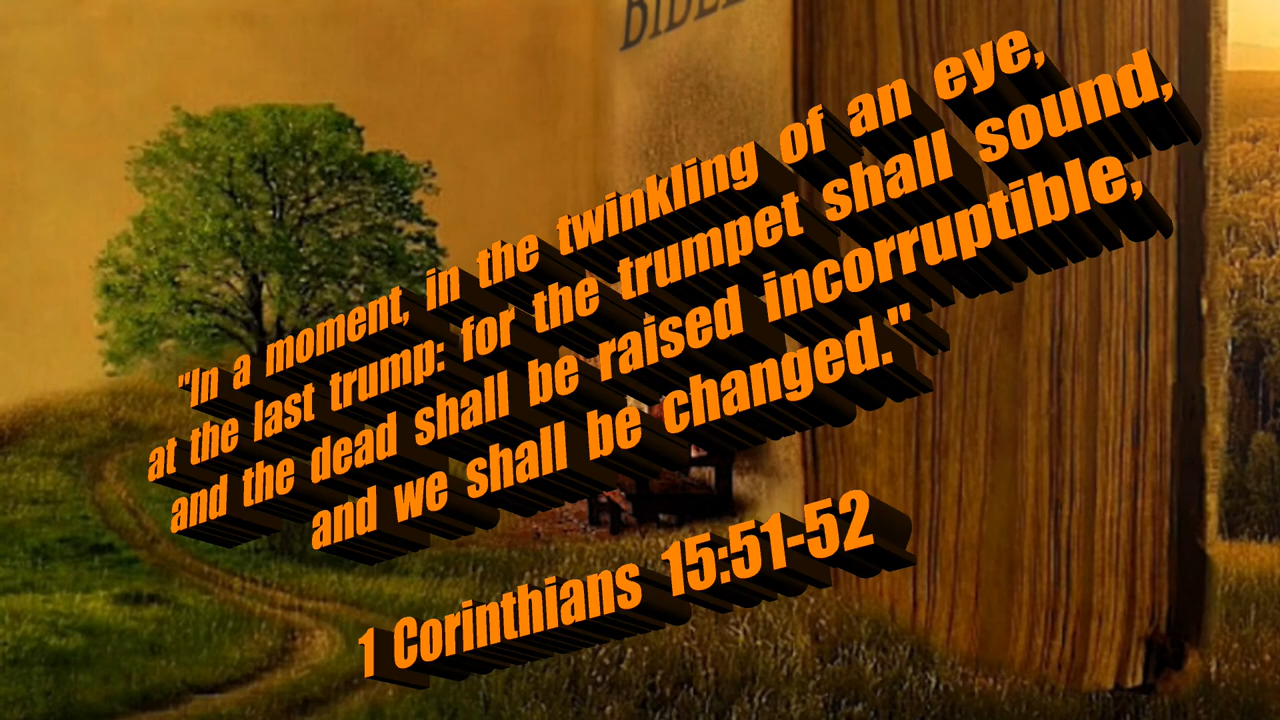 BIBLE
"In a moment, in the twinkling of an eye,
at the last trump: for the trumpet shall sound,
and the dead shall be raised incorruptible,
and we shall be changed."
1 Corinthians 15:51-52